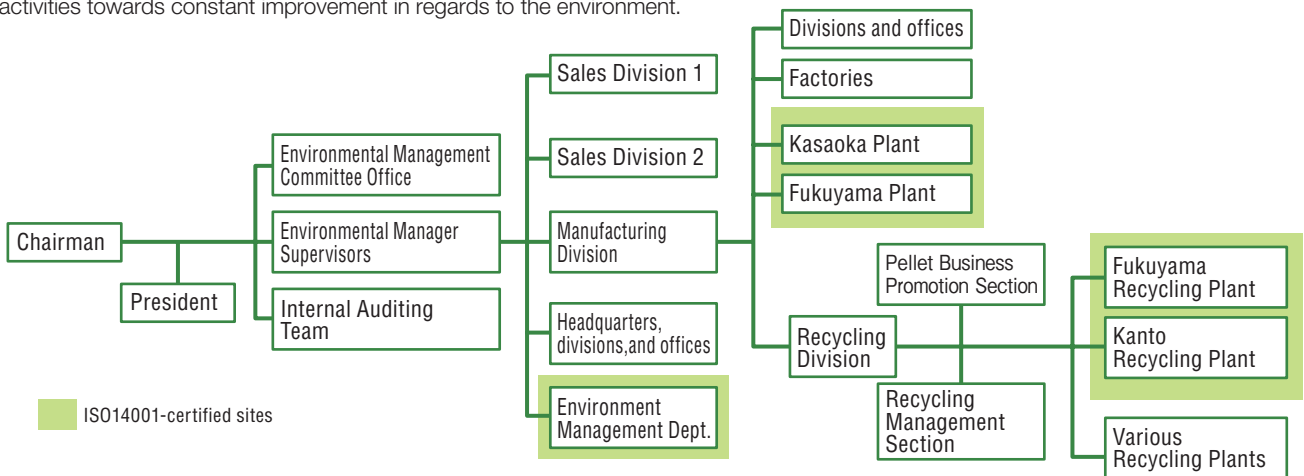 activities towards constant improvement in regards to the environment.
Chairman
President
Environmental Management
Committee Office
Environmental Manager
Supervisors
Internal Auditing
Team
Sales Division 1
Sales Division 2
Manufacturing
Division
Headquarters,
divisions,and offices
Environment
Management Dept.
Divisions and offices
Factories
Kasaoka Plant
Fukuyama Plant
Recycling
Division
Pellet Business
Promotion Section
Recycling
Management
Section
Fukuyama
Recycling Plant
Kanto
Recycling Plant
Various
Recycling Plants
ISO14001-certified sites